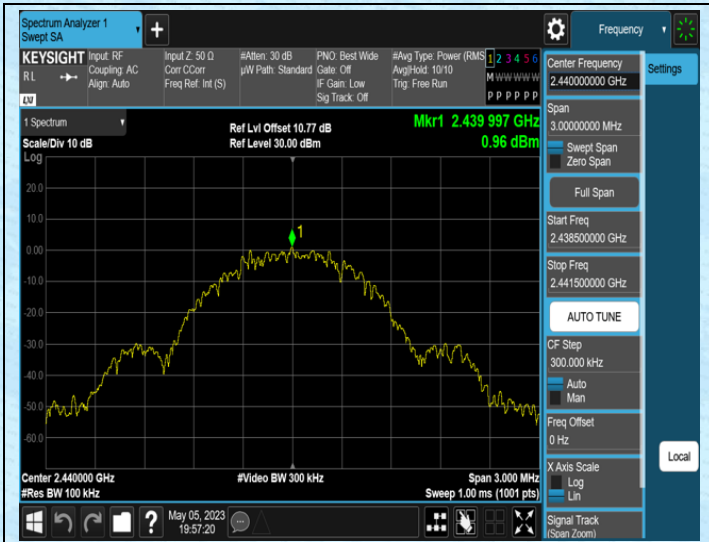 Spectrum Analyzer 1
Swept SA
Frequency
KEYSIGHT
RL
LXI
Input: RF
Coupling: AC
Align: Auto
Input Z: 50 Ω
Corr CCorr
Freq Ref: Int (S)
#Atten: 30 dB
µW Path: Standard
PNO: Best Wide
Gate: Off
IF Gain: Low
Sig Track: Off
#Avg Type: Power (RMS
Avg|Hold: 10/10
Trig: Free Run
1 2 3 4 5 6
M W W W W W
P P P P P P
1 Spectrum
Scale/Div 10 dB
Log
Ref Lvl Offset 10.77 dB
Ref Level 30.00 dBm
Mkr1 2.439 997 GHz
0.96 dBm
20.0
10.0
0.00
-10.0
-20.0
-30.0
-40.0
-50.0
-60.0
1
Center 2.440000 GHz
#Res BW 100 kHz
#Video BW 300 kHz
Span 3.000 MHz
Sweep 1.00 ms (1001 pts)
May 05, 2023
19:57:20
?
Center Frequency
2.440000000 GHz
Settings
Span
3.00000000 MHz
Swept Span
Zero Span
Full Span
Start Freq
2.438500000 GHz
Stop Freq
2.441500000 GHz
AUTO TUNE
CF Step
300.000 kHz
Auto
Man
Freq Offset
0 Hz
X Axis Scale
Log
Lin
Local
Signal Track
(Span Zoom)